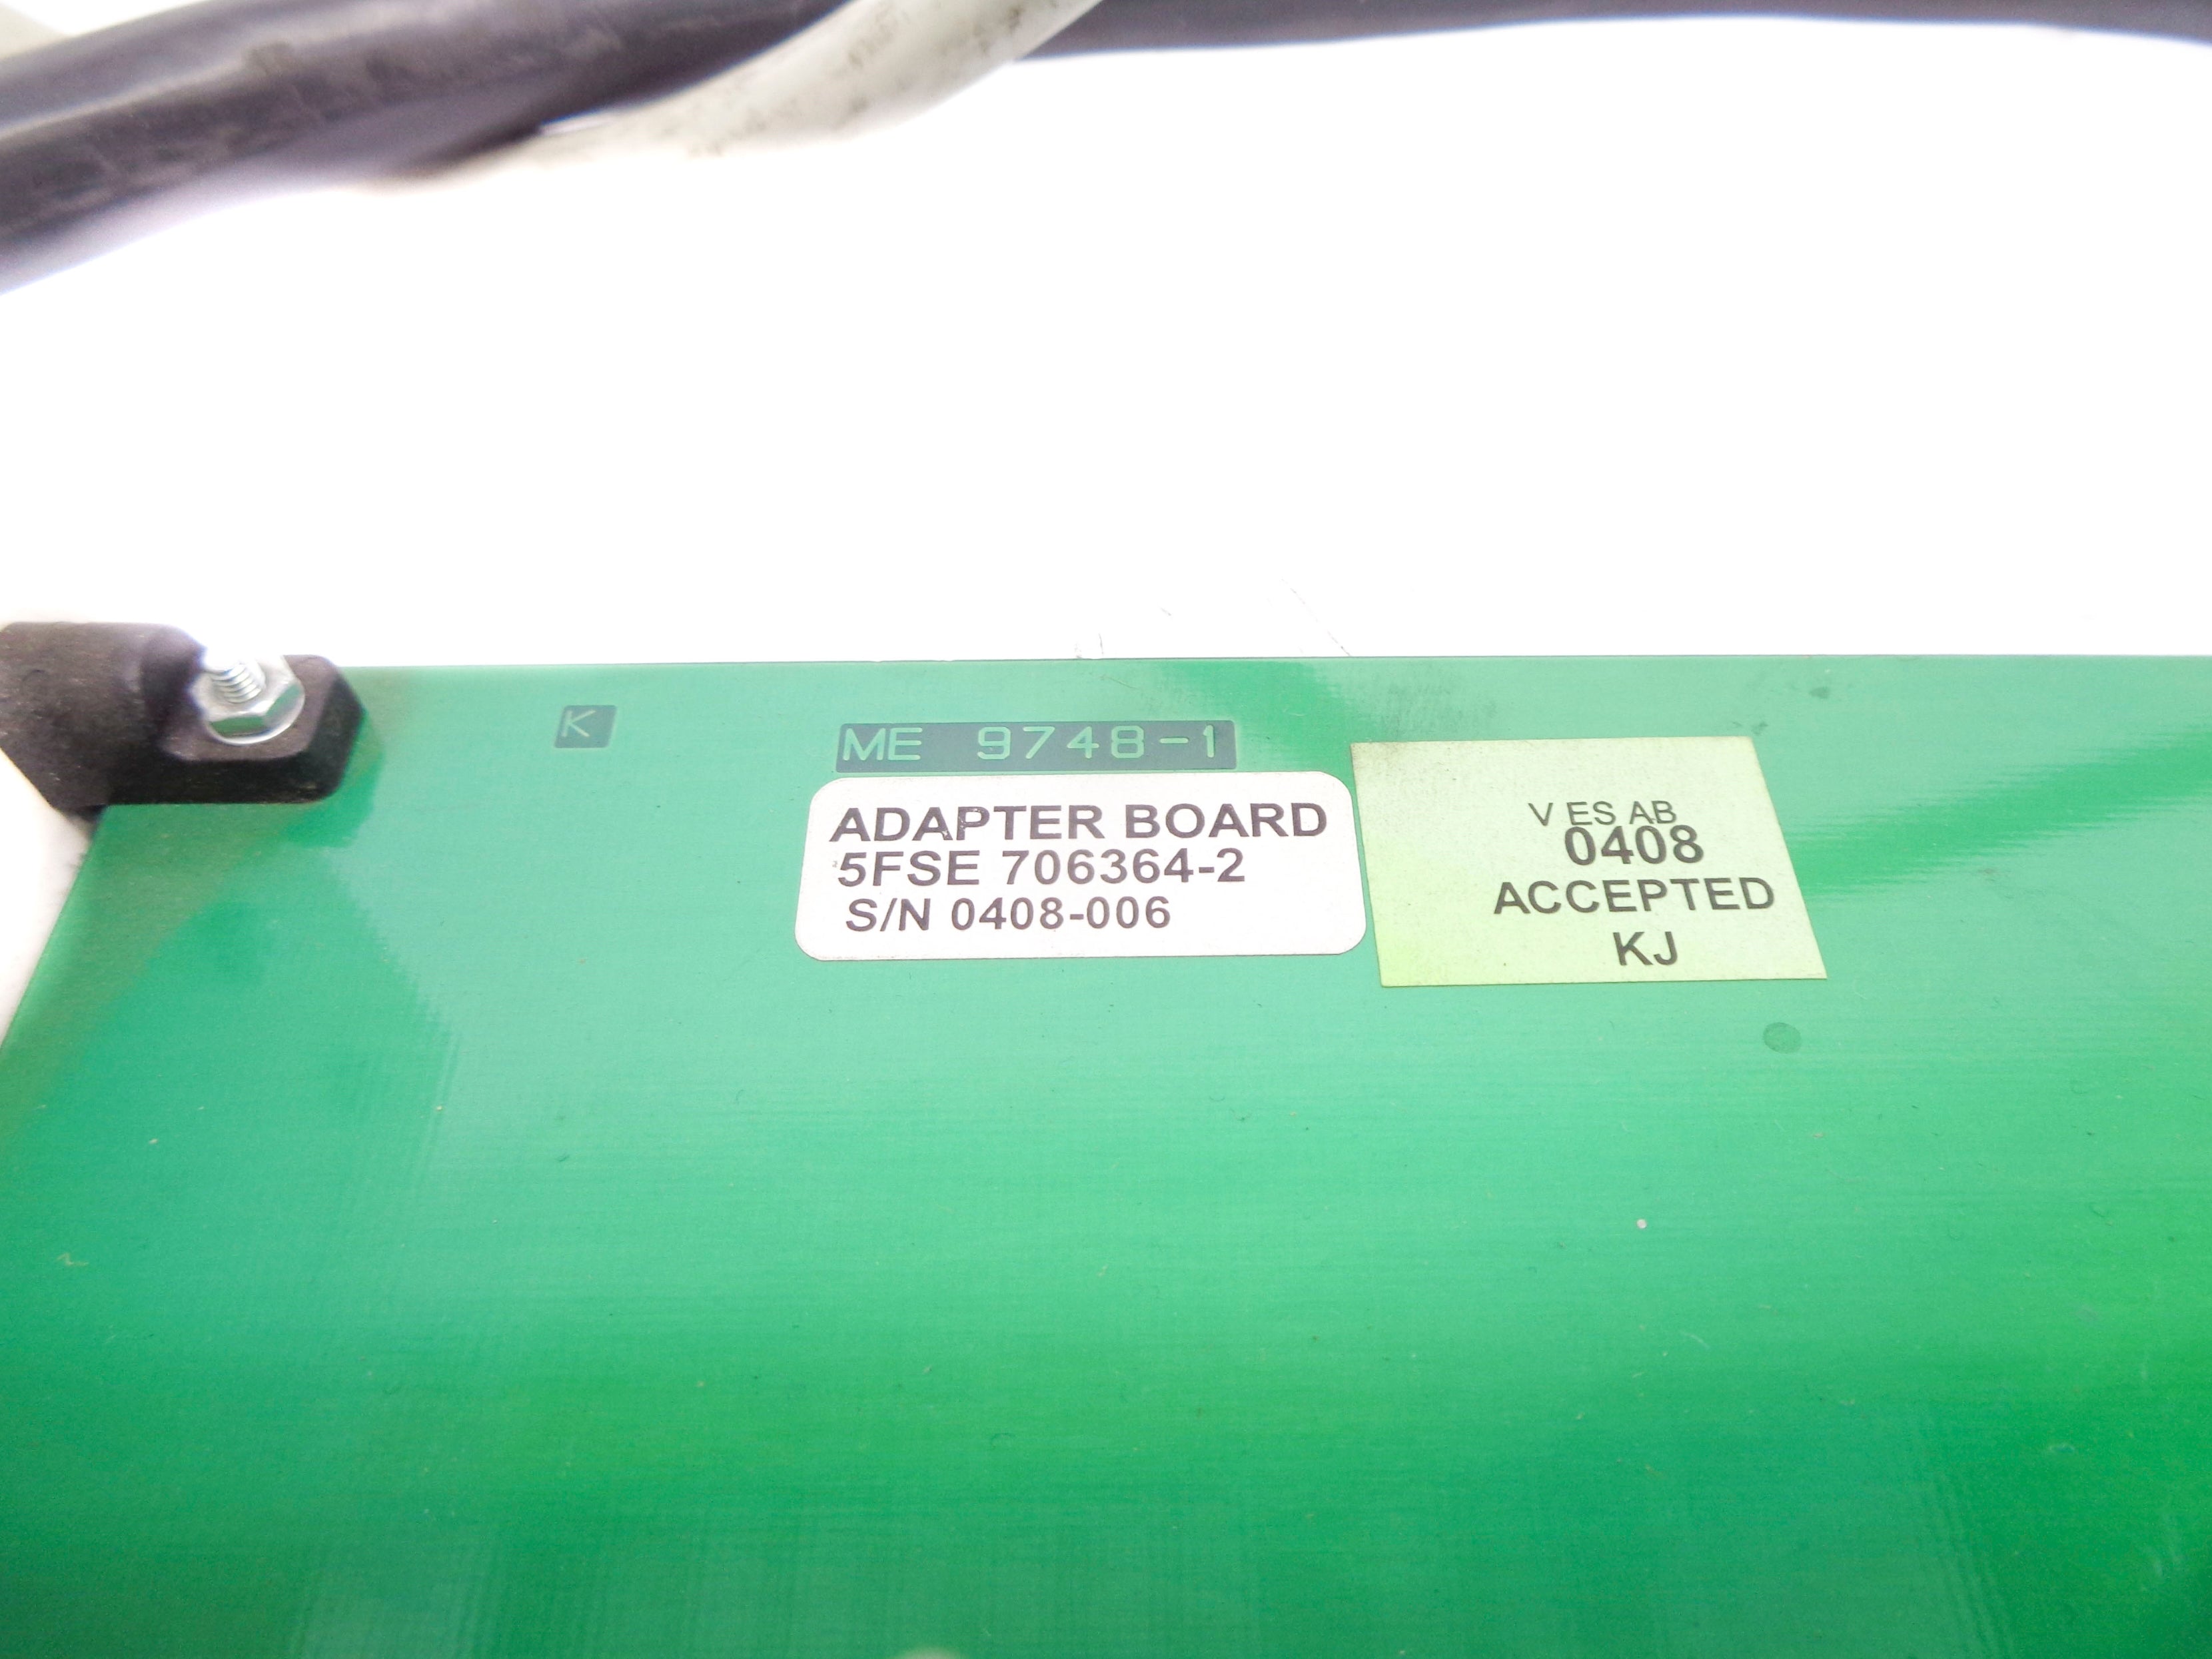 K
ME 9748-1
ADAPTER BOARD
5FSE 706364-2
S/N 0408-006
V ES AB
0408
ACCEPTED
KJ